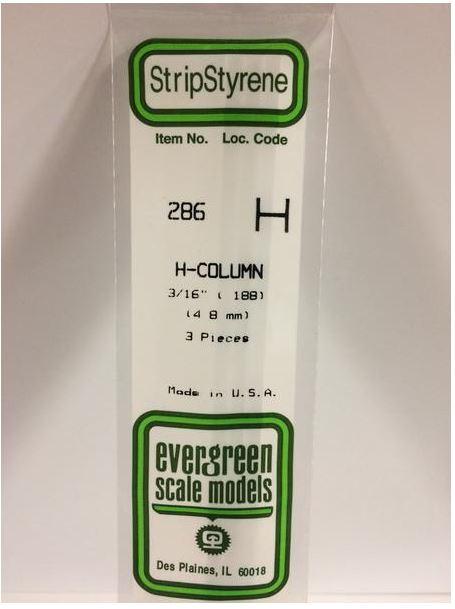 StripStyrene
Item No. Loc. Code
286 H
H-COLUMN
3/16" ( 188)
(4 8 mm)
3 Pieces
Made in U.S.A.
evergreen
scale models
Des Plaines, IL 60018